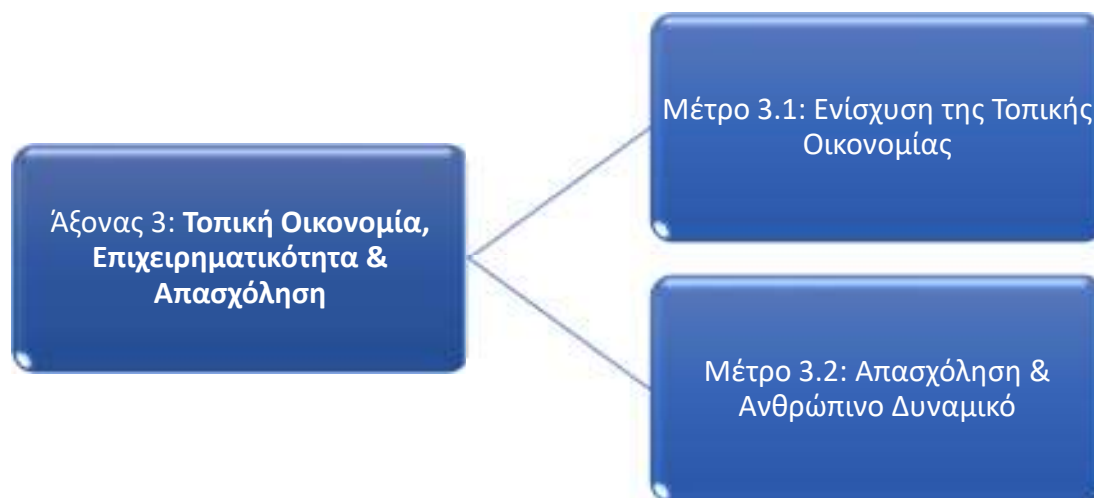 Άξονας 3: Τοπική Οικονομία,
Επιχειρηματικότητα &
Απασχόληση
Μέτρο 3.1: Ενίσχυση της Τοπικής
Οικονομίας
Μέτρο 3.2: Απασχόληση &
Ανθρώπινο Δυναμικό